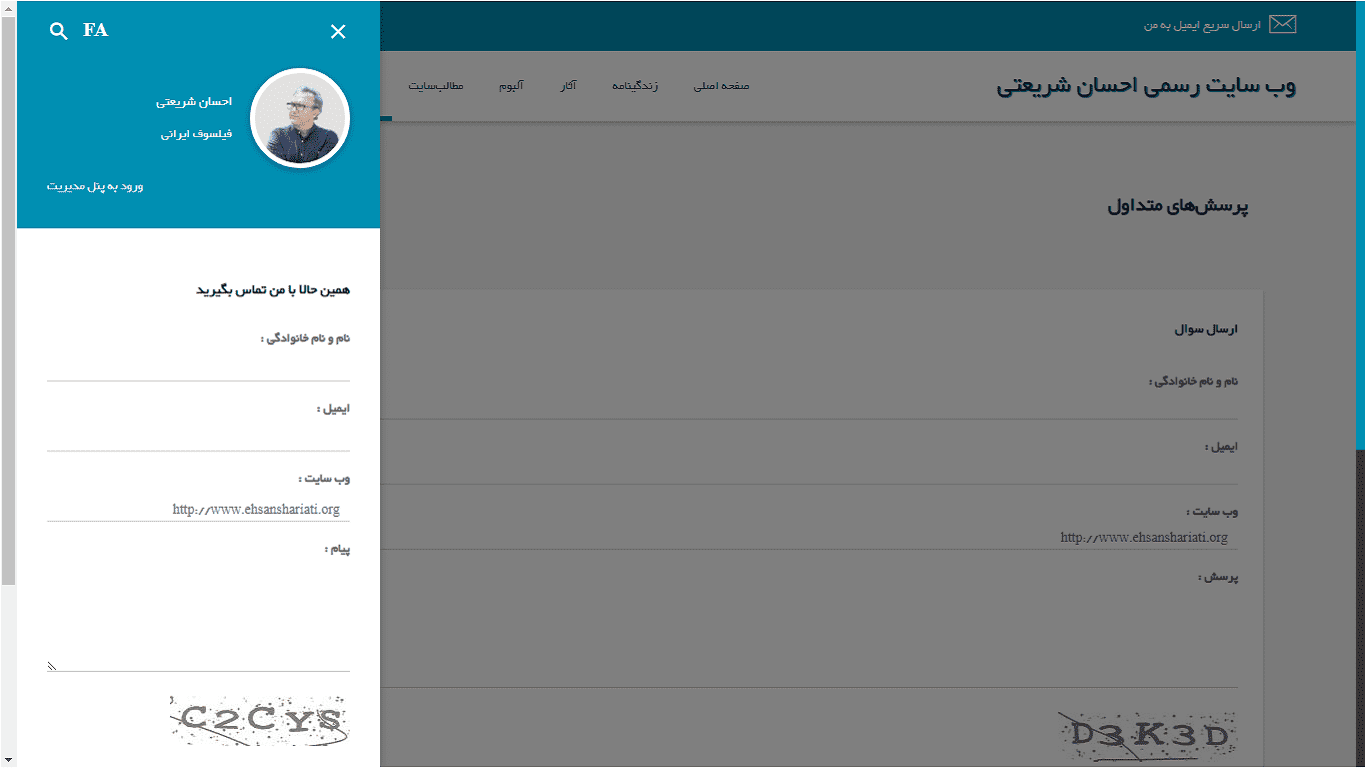 FA
احسان شریعتی
فیلسوف ایرانی
ورود به پنل مدیریت
همین حالا با من تماس بگیرید
نام و نام خانوادگی :
ایمیل :
وب سایت :
http://www.ehsanshariati.org
پیام :
C2CYS
ارسال سریع ایمیل به من
وب سایت رسمی احسان شریعتی
صفحه اصلی زندگینامه آثار آلبوم مطالب‌سایت
پرسش‌های متداول
ارسال سوال
نام و نام خانوادگی :
ایمیل :
وب سایت :
http://www.ehsanshariati.org
پرسش :
D3K3D